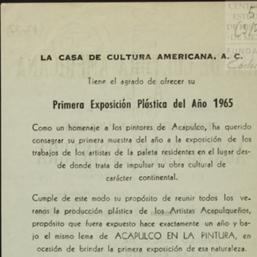 CEN
ES
DE
FUND
LA CASA DE CULTURA AMERICANA, A. C.
Tiene el agrado de ofrecer su
Primera Exposición Plástica del Año 1965
Como un homenaje a los pintores de Acapulco, ha querido
consagrar su primera muestra del año a la exposición de los
trabajos de los artistas de la paleta residentes en el lugar des-
de donde trata de impulsar su obra cultural de
carácter continental.
Cumple de este modo su propósito de reunir todos los ve-
ranos la producción plástica de los Artistas Acapulqueños,
propósito que fuera expuesto hace exactamente un año y ba-
jo el mismo lema de ACAPULCO EN LA PINTURA, en
ocasión de brindar la primera exposición de esa naturaleza.